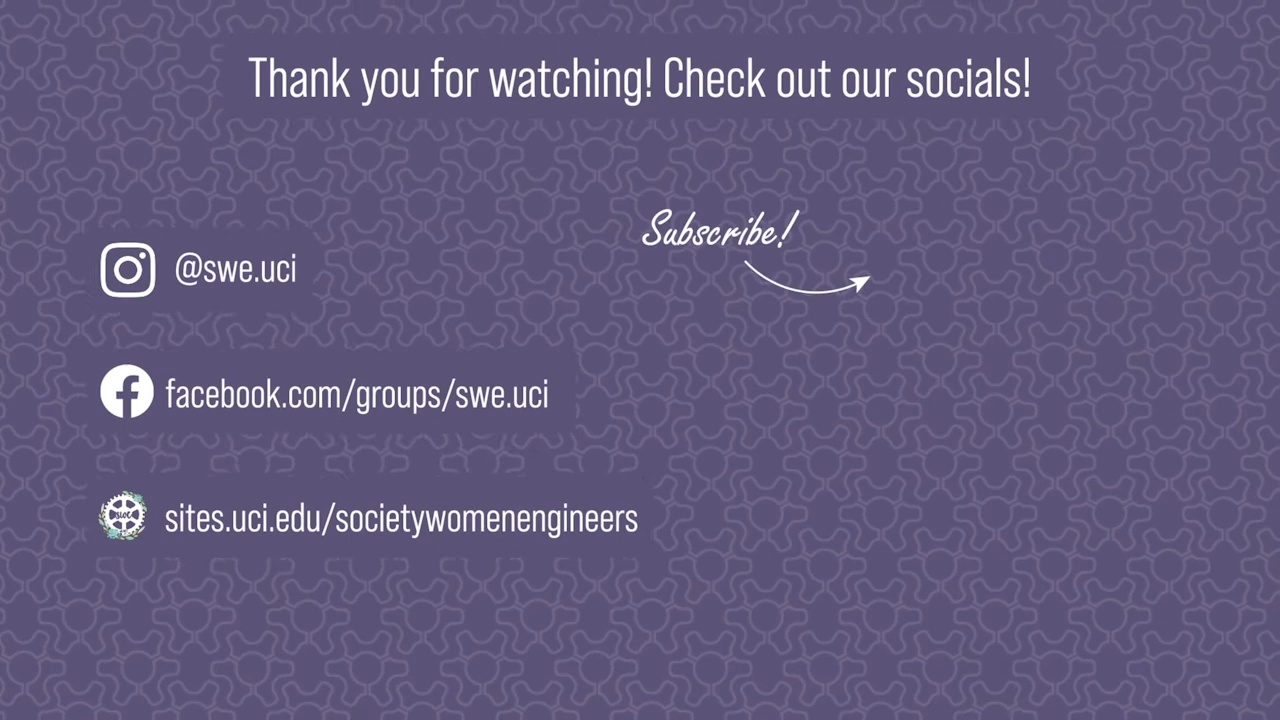 Thank you for watching! Check out our socials!
Subscribe!
@swe.uci
facebook.com/groups/swe.uci
sites.uci.edu/societywomenengineers